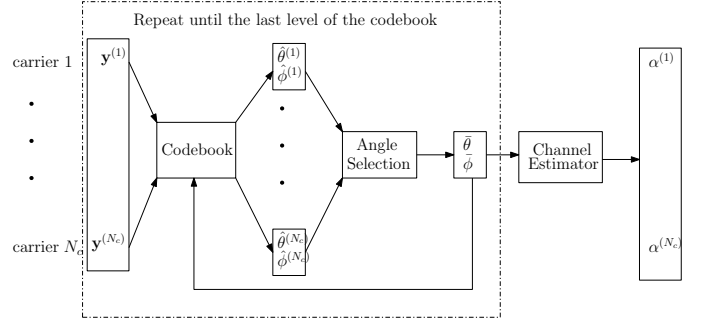 Repeat until the last level of the codebook
carrier 1
y^(1)
θ̂^(1)
ϕ̂^(1)
α^(1)
Codebook
Angle
Selection
θ̄
ϕ̄
Channel
Estimator
carrier N_c
y^(N_c)
θ̂^(N_c)
ϕ̂^(N_c)
α^(N_c)